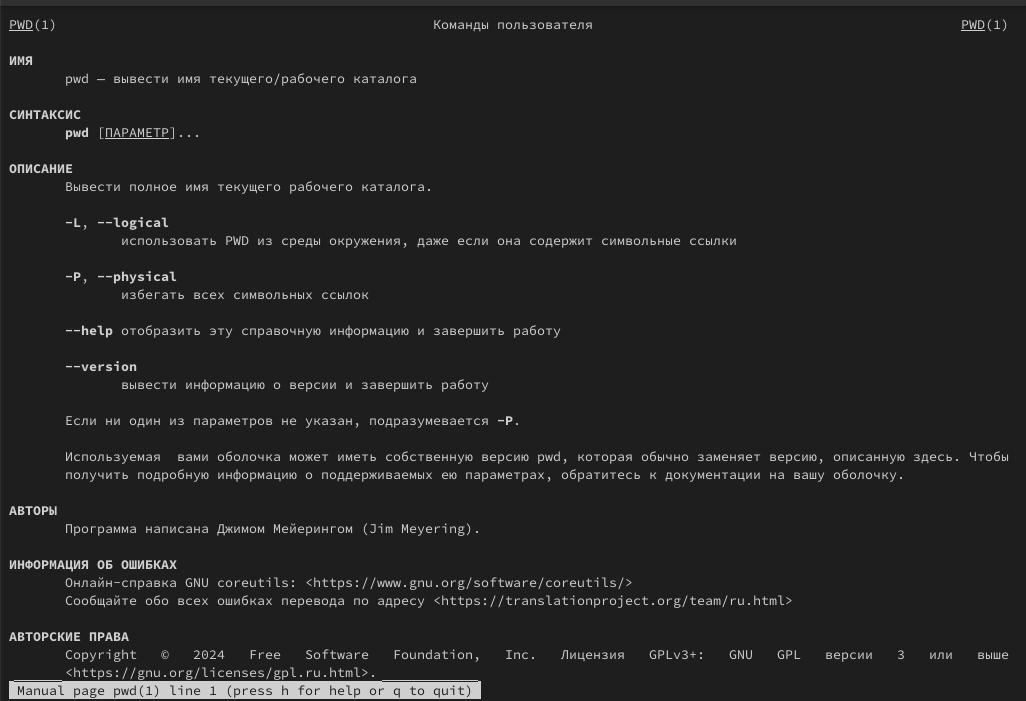 PWD(1) Команды пользователя PWD(1)
ИМЯ
pwd — вывести имя текущего/рабочего каталога
СИНТАКСИС
pwd [ПАРАМЕТР]...
ОПИСАНИЕ
Вывести полное имя текущего рабочего каталога.
-L, --logical
использовать PWD из среды окружения, даже если она содержит символьные ссылки
-P, --physical
избегать всех символьных ссылок
--help отобразить эту справочную информацию и завершить работу
--version
вывести информацию о версии и завершить работу
Если ни один из параметров не указан, подразумевается -P.
Используемая вами оболочка может иметь собственную версию pwd, которая обычно заменяет версию, описанную здесь. Чтобы
получить подробную информацию о поддерживаемых ею параметрах, обратитесь к документации на вашу оболочку.
АВТОРЫ
Программа написана Джимом Мейерингом (Jim Meyering).
ИНФОРМАЦИЯ ОБ ОШИБКАХ
Онлайн-справка GNU coreutils: <https://www.gnu.org/software/coreutils/>
Сообщайте обо всех ошибках перевода по адресу <https://translationproject.org/team/ru.html>
АВТОРСКИЕ ПРАВА
Copyright © 2024 Free Software Foundation, Inc. Лицензия GPLv3+: GNU GPL версии 3 или выше
<https://gnu.org/licenses/gpl.ru.html>.
Manual page pwd(1) line 1 (press h for help or q to quit)